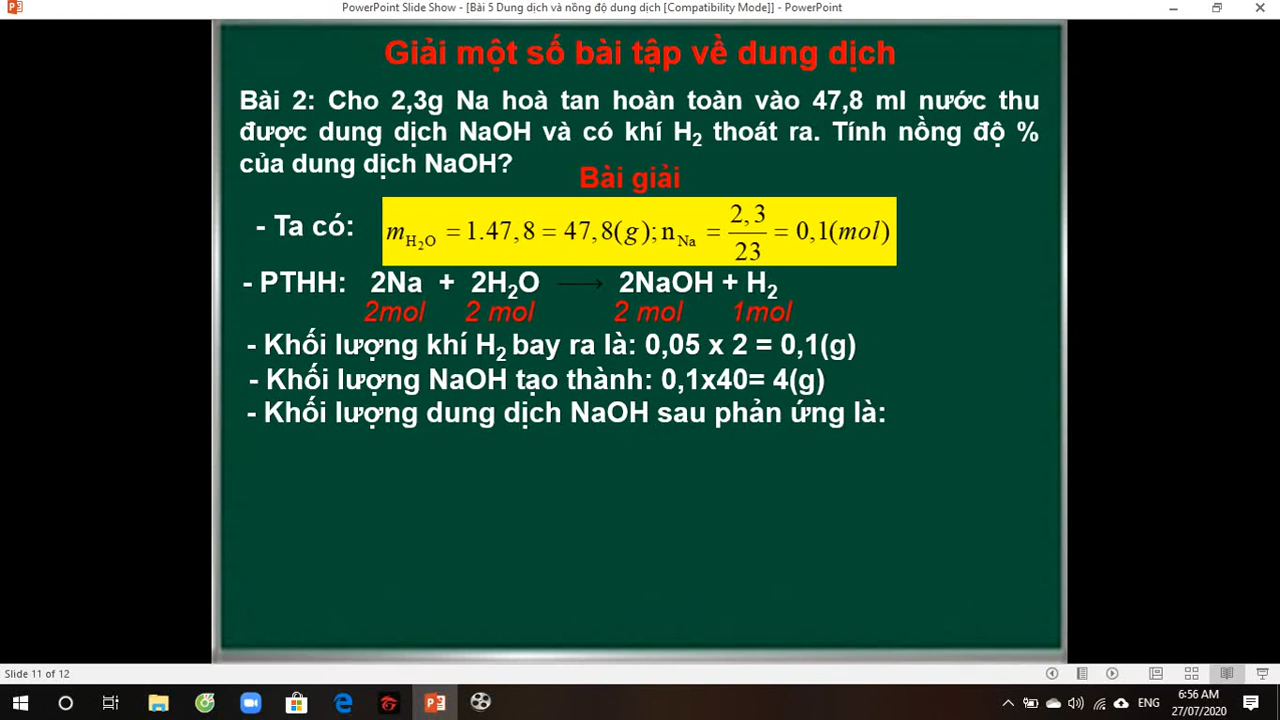 PowerPoint Slide Show - [Bài 5 Dung dịch và nồng độ dung dịch [Compatibility Mode]] - PowerPoint
Giải một số bài tập về dung dịch
Bài 2: Cho 2,3g Na hoà tan hoàn toàn vào 47,8 ml nước thu
được dung dịch NaOH và có khí H₂ thoát ra. Tính nồng độ %
của dung dịch NaOH?
Bài giải
- Ta có: m_{H₂O} = 1.47,8 = 47,8(g); n_{Na} = 2,3/23 = 0,1(mol)
- PTHH: 2Na + 2H₂O → 2NaOH + H₂
2mol 2 mol 2 mol 1mol
- Khối lượng khí H₂ bay ra là: 0,05 x 2 = 0,1(g)
- Khối lượng NaOH tạo thành: 0,1x40= 4(g)
- Khối lượng dung dịch NaOH sau phản ứng là:
Slide 11 of 12
ENG
6:56 AM
27/07/2020